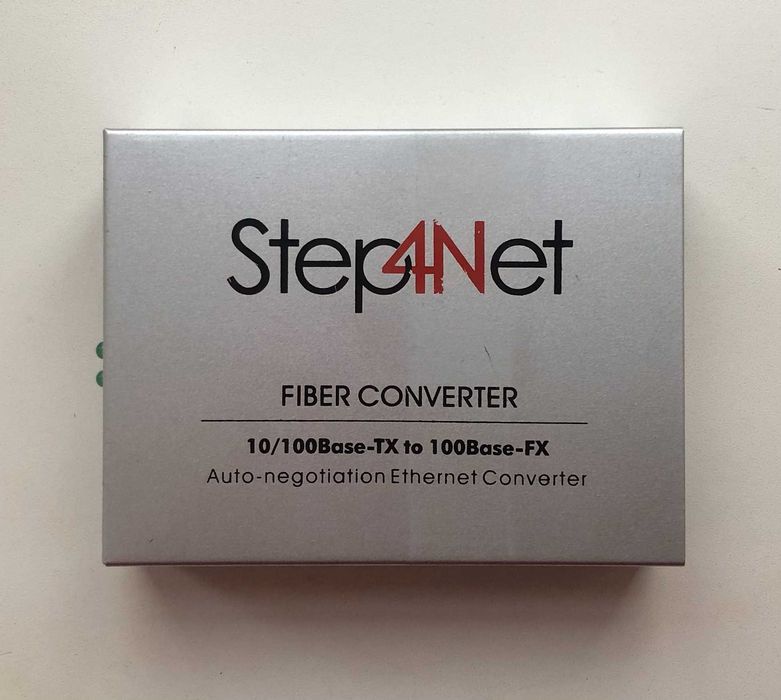 Step4Net
FIBER CONVERTER
10/100Base-TX to 100Base-FX
Auto-negotiation Ethernet Converter